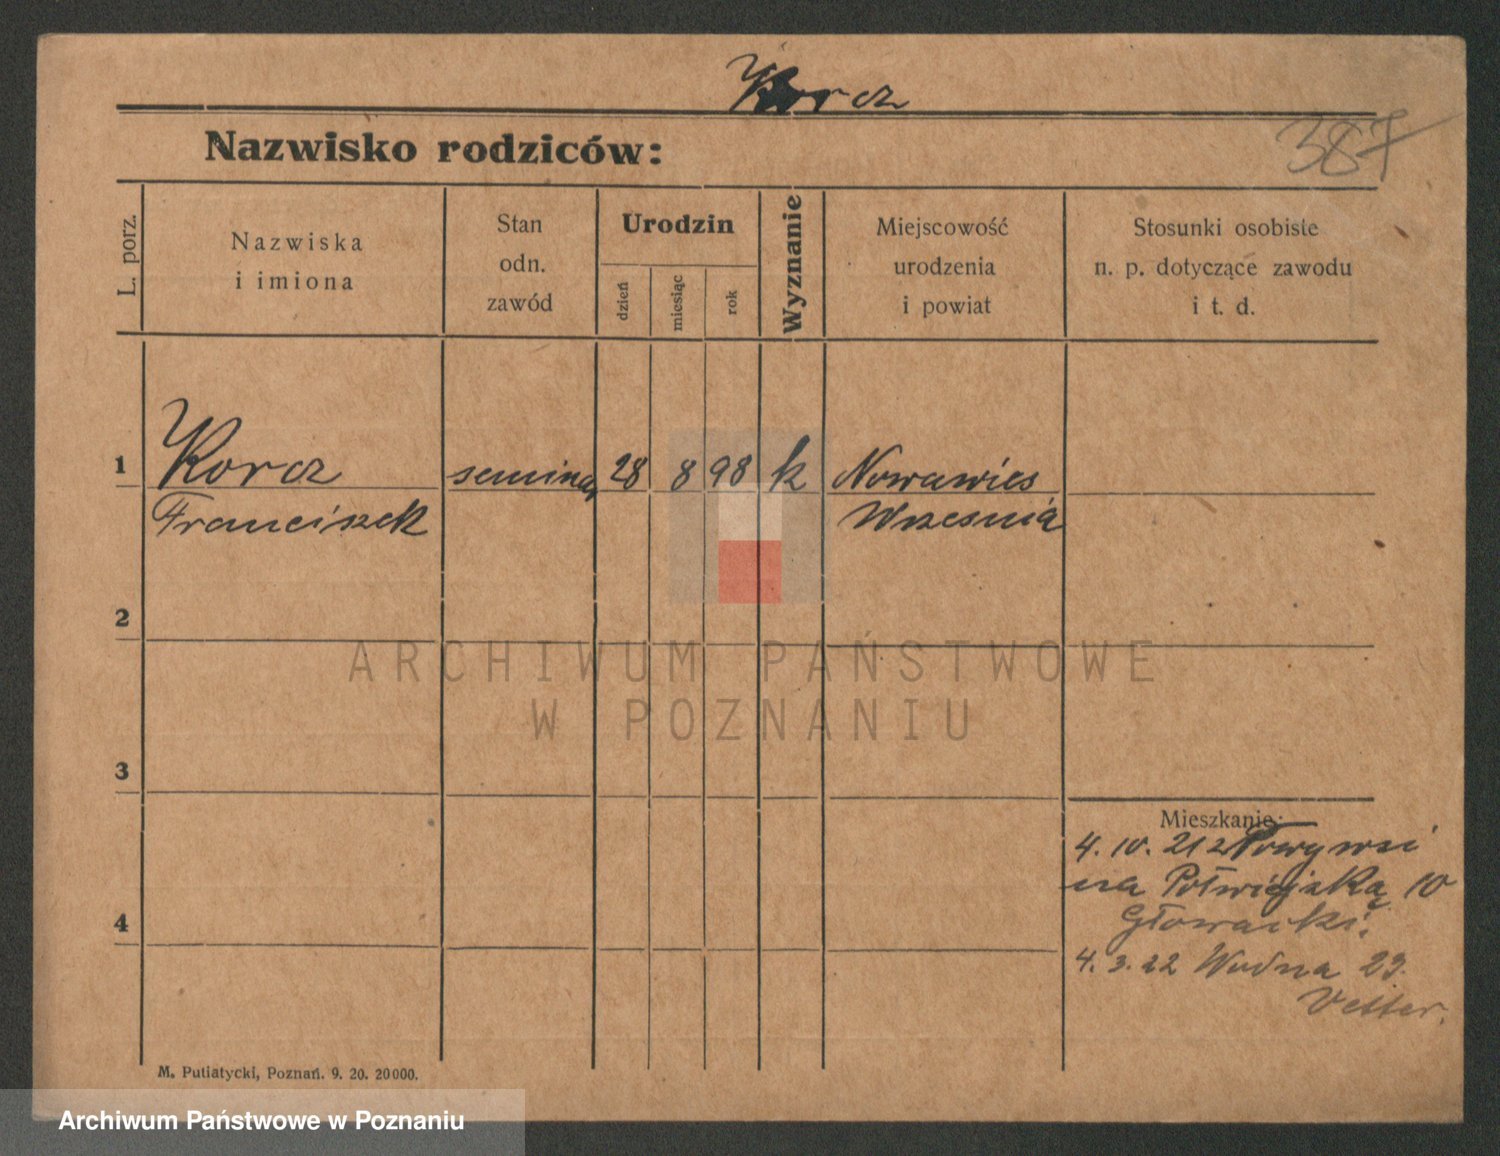 Korcz
387
Nazwisko rodziców:
L. porz.
Nazwiska
i imiona
Stan
odn.
zawód
Urodzin
dzień
miesiąc
rok
Wyznanie
Miejscowość
urodzenia
i powiat
Stosunki osobiste
n. p. dotyczące zawodu
i t. d.
1
Korcz
Franciszek
seminar
28
8
98
k
Nowawies
Wrzesnia
2
3
4
Mieszkanie:
4. 10. 21 z
na Półwiejską 10
Głowacki.
4. 3. 22 Wodna 23.
Vetter.
M. Putiatycki, Poznań. 9. 20. 20000.
ARCHIWUM PAŃSTWOWE
W POZNANIU
Archiwum Państwowe w Poznaniu